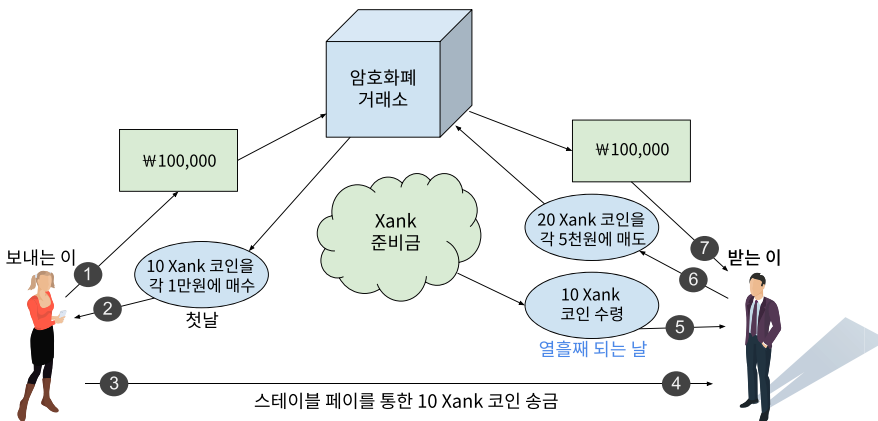 암호화폐
거래소
₩100,000
₩100,000
Xank
준비금
20 Xank 코인을
각 5천원에 매도
7
보내는 이
1
10 Xank 코인을
각 1만원에 매수
받는 이
6
2
첫날
10 Xank
코인 수령
5
열흘째 되는 날
3
4
스테이블 페이를 통한 10 Xank 코인 송금